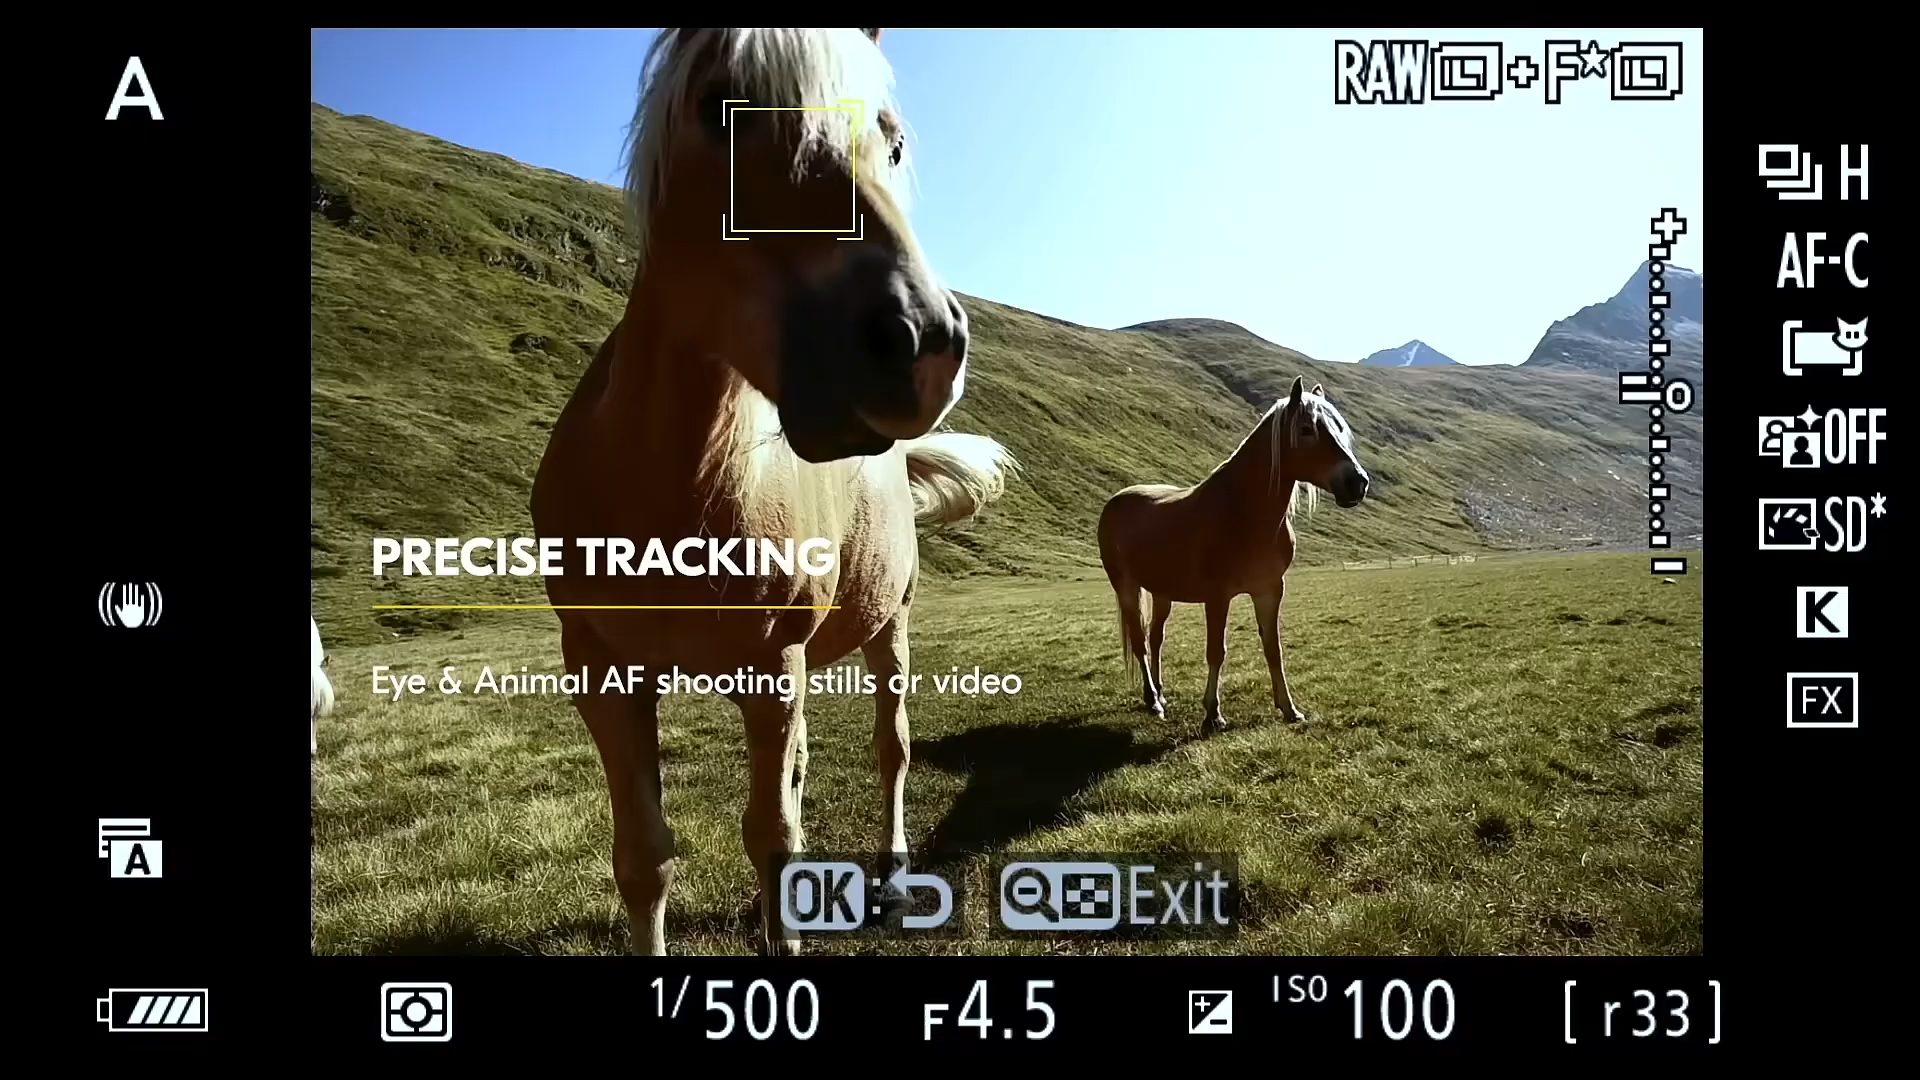 A
RAW L + F★ L
H
AF-C
OFF
SD*
K
FX
+
0
PRECISE TRACKING
Eye & Animal AF shooting stills or video
A
OK : Exit
1/500 F4.5 ISO 100 [ r33 ]